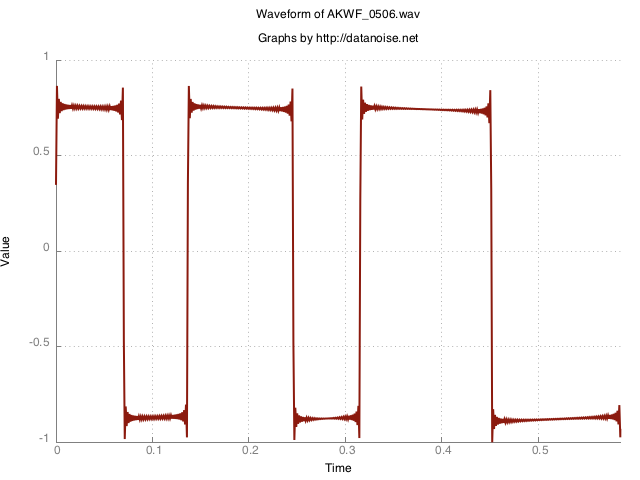 Waveform of AKWF_0506.wav
Graphs by http://datanoise.net
1
0.5
0
-0.5
-1
Value
0 0.1 0.2 0.3 0.4 0.5
Time